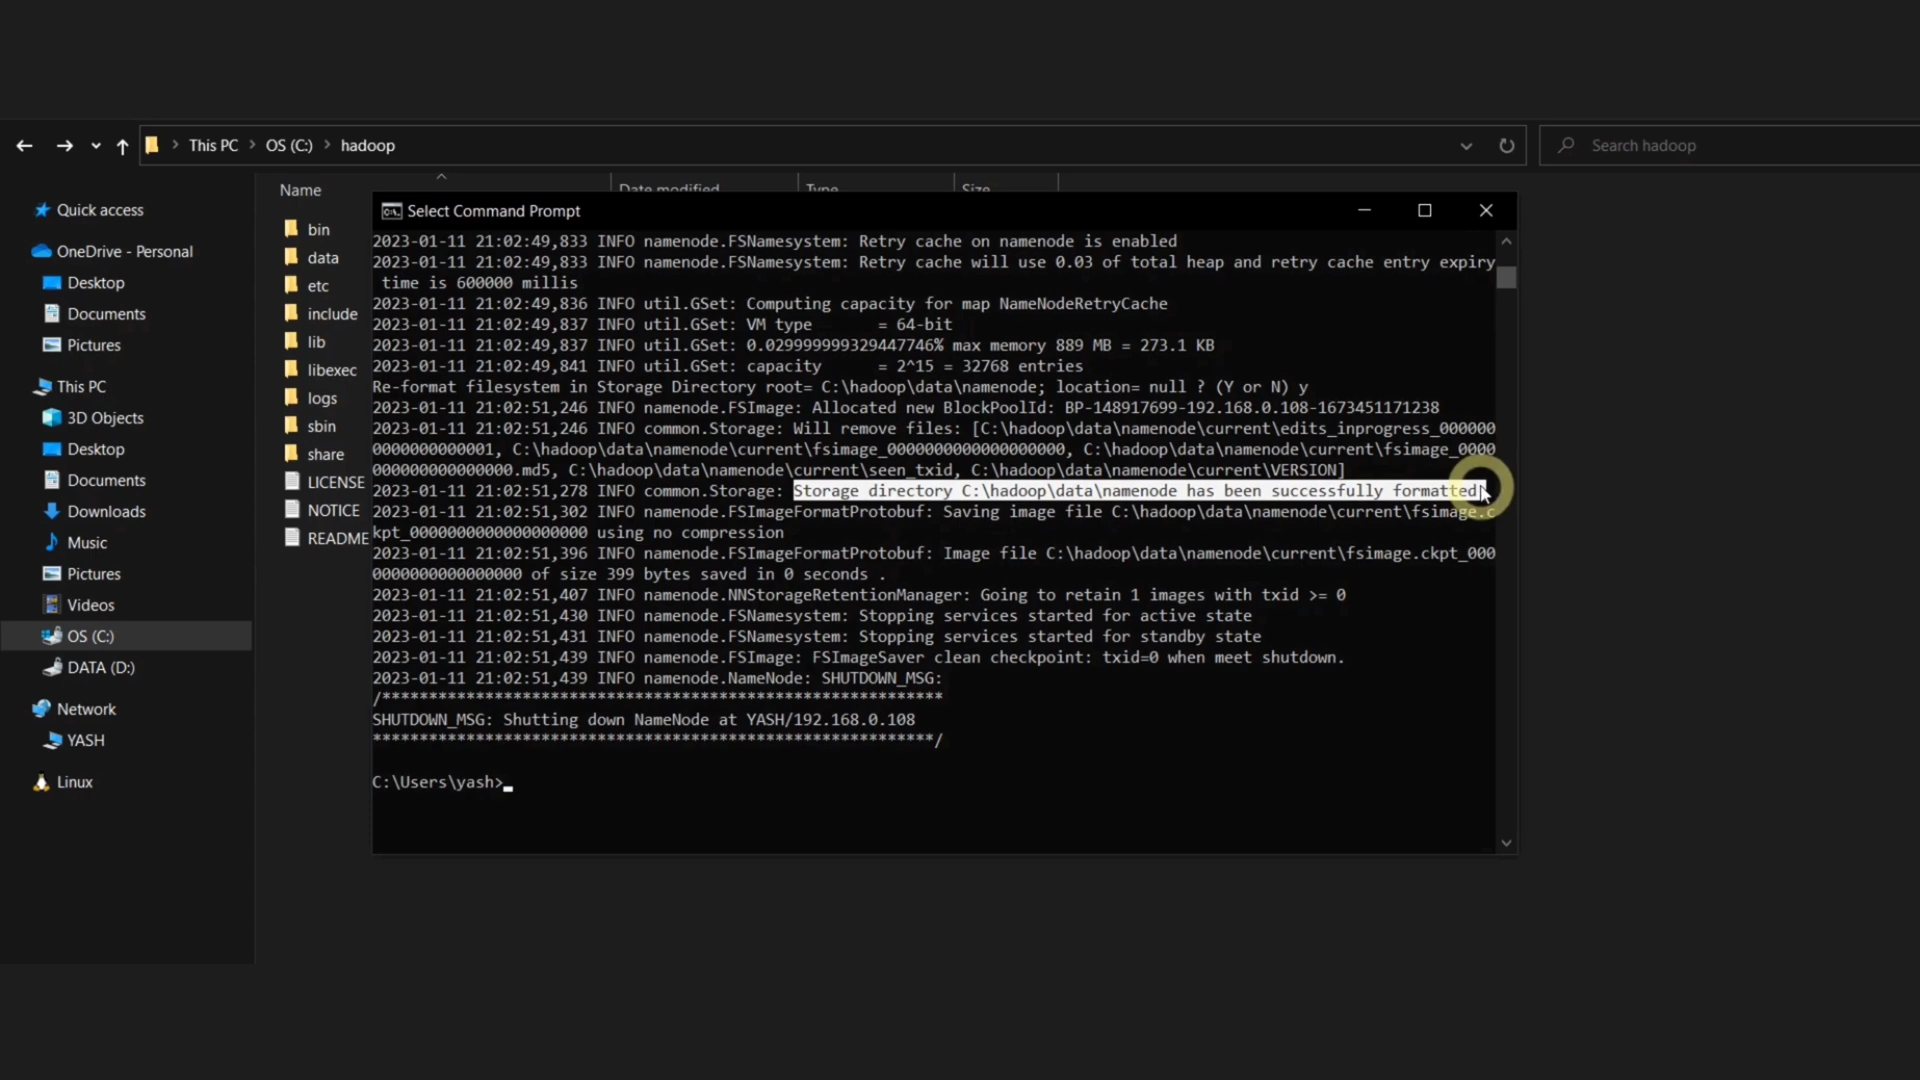 This PC > OS (C:) > hadoop
Search hadoop
Name
Date modified
Type
Size
Quick access
OneDrive - Personal
Desktop
Documents
Pictures
This PC
3D Objects
Desktop
Documents
Downloads
Music
Pictures
Videos
OS (C:)
DATA (D:)
Network
YASH
Linux
bin
data
etc
include
lib
libexec
logs
sbin
share
LICENSE
NOTICE
README
Select Command Prompt
2023-01-11 21:02:49,833 INFO namenode.FSNamesystem: Retry cache on namenode is enabled
2023-01-11 21:02:49,833 INFO namenode.FSNamesystem: Retry cache will use 0.03 of total heap and retry cache entry expiry
time is 600000 millis
2023-01-11 21:02:49,836 INFO util.GSet: Computing capacity for map NameNodeRetryCache
2023-01-11 21:02:49,837 INFO util.GSet: VM type       = 64-bit
2023-01-11 21:02:49,837 INFO util.GSet: 0.029999999329447746% max memory 889 MB = 273.1 KB
2023-01-11 21:02:49,841 INFO util.GSet: capacity      = 2^15 = 32768 entries
Re-format filesystem in Storage Directory root= C:\hadoop\data\namenode; location= null ? (Y or N) y
2023-01-11 21:02:51,246 INFO namenode.FSImage: Allocated new BlockPoolId: BP-148917699-192.168.0.108-1673451171238
2023-01-11 21:02:51,246 INFO common.Storage: Will remove files: [C:\hadoop\data\namenode\current\edits_inprogress_000000
0000000000001, C:\hadoop\data\namenode\current\fsimage_0000000000000000000, C:\hadoop\data\namenode\current\fsimage_0000
000000000000000.md5, C:\hadoop\data\namenode\current\seen_txid, C:\hadoop\data\namenode\current\VERSION]
2023-01-11 21:02:51,278 INFO common.Storage: Storage directory C:\hadoop\data\namenode has been successfully formatted.
2023-01-11 21:02:51,302 INFO namenode.FSImageFormatProtobuf: Saving image file C:\hadoop\data\namenode\current\fsimage.c
kpt_0000000000000000000 using no compression
2023-01-11 21:02:51,396 INFO namenode.FSImageFormatProtobuf: Image file C:\hadoop\data\namenode\current\fsimage.ckpt_000
0000000000000000 of size 399 bytes saved in 0 seconds .
2023-01-11 21:02:51,407 INFO namenode.NNStorageRetentionManager: Going to retain 1 images with txid >= 0
2023-01-11 21:02:51,430 INFO namenode.FSNamesystem: Stopping services started for active state
2023-01-11 21:02:51,431 INFO namenode.FSNamesystem: Stopping services started for standby state
2023-01-11 21:02:51,439 INFO namenode.FSImage: FSImageSaver clean checkpoint: txid=0 when meet shutdown.
2023-01-11 21:02:51,439 INFO namenode.NameNode: SHUTDOWN_MSG:
/************************************************************
SHUTDOWN_MSG: Shutting down NameNode at YASH/192.168.0.108
************************************************************/
C:\Users\yash>